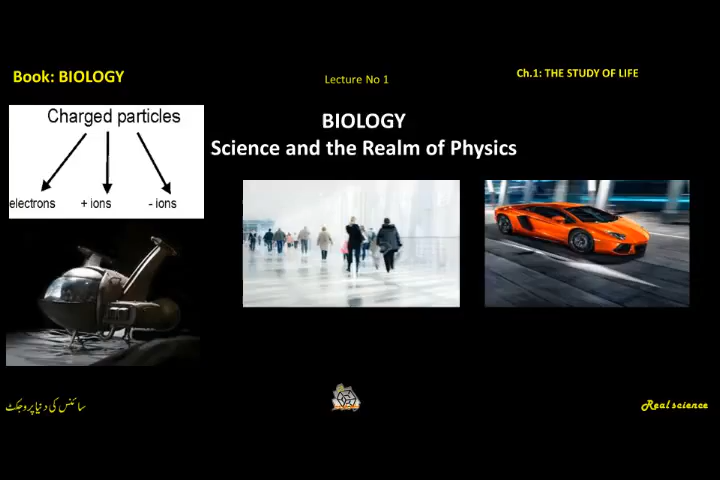 Book: BIOLOGY
Lecture No 1
Ch.1: THE STUDY OF LIFE
BIOLOGY
Science and the Realm of Physics
Charged particles
electrons + ions - ions
سائنس کی دنیا پروجکٹ
Real science